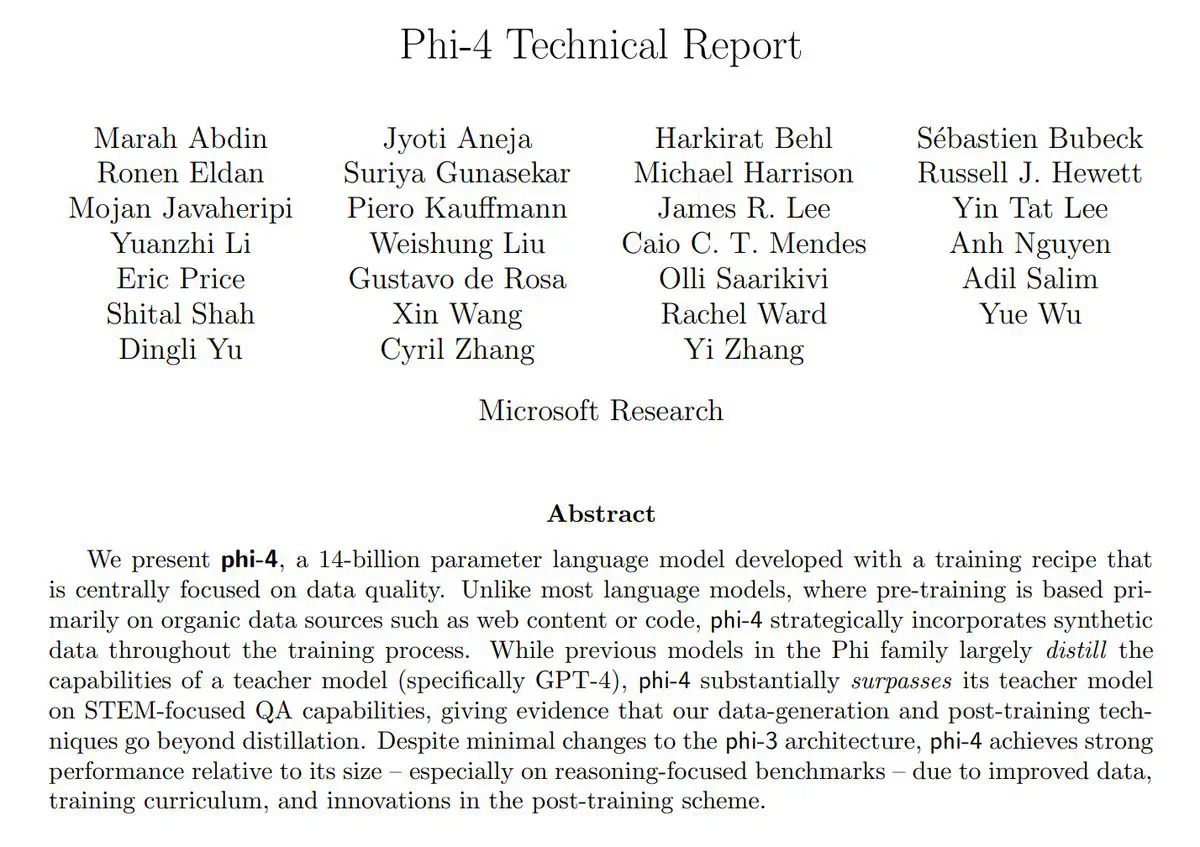 Phi-4 Technical Report
Marah Abdin Jyoti Aneja Harkirat Behl Sébastien Bubeck
Ronen Eldan Suriya Gunasekar Michael Harrison Russell J. Hewett
Mojan Javaheripi Piero Kauffmann James R. Lee Yin Tat Lee
Yuanzhi Li Weishung Liu Caio C. T. Mendes Anh Nguyen
Eric Price Gustavo de Rosa Olli Saarikivi Adil Salim
Shital Shah Xin Wang Rachel Ward Yue Wu
Dingli Yu Cyril Zhang Yi Zhang
Microsoft Research
Abstract
We present phi-4, a 14-billion parameter language model developed with a training recipe that
is centrally focused on data quality. Unlike most language models, where pre-training is based pri-
marily on organic data sources such as web content or code, phi-4 strategically incorporates synthetic
data throughout the training process. While previous models in the Phi family largely distill the
capabilities of a teacher model (specifically GPT-4), phi-4 substantially surpasses its teacher model
on STEM-focused QA capabilities, giving evidence that our data-generation and post-training tech-
niques go beyond distillation. Despite minimal changes to the phi-3 architecture, phi-4 achieves strong
performance relative to its size – especially on reasoning-focused benchmarks – due to improved data,
training curriculum, and innovations in the post-training scheme.